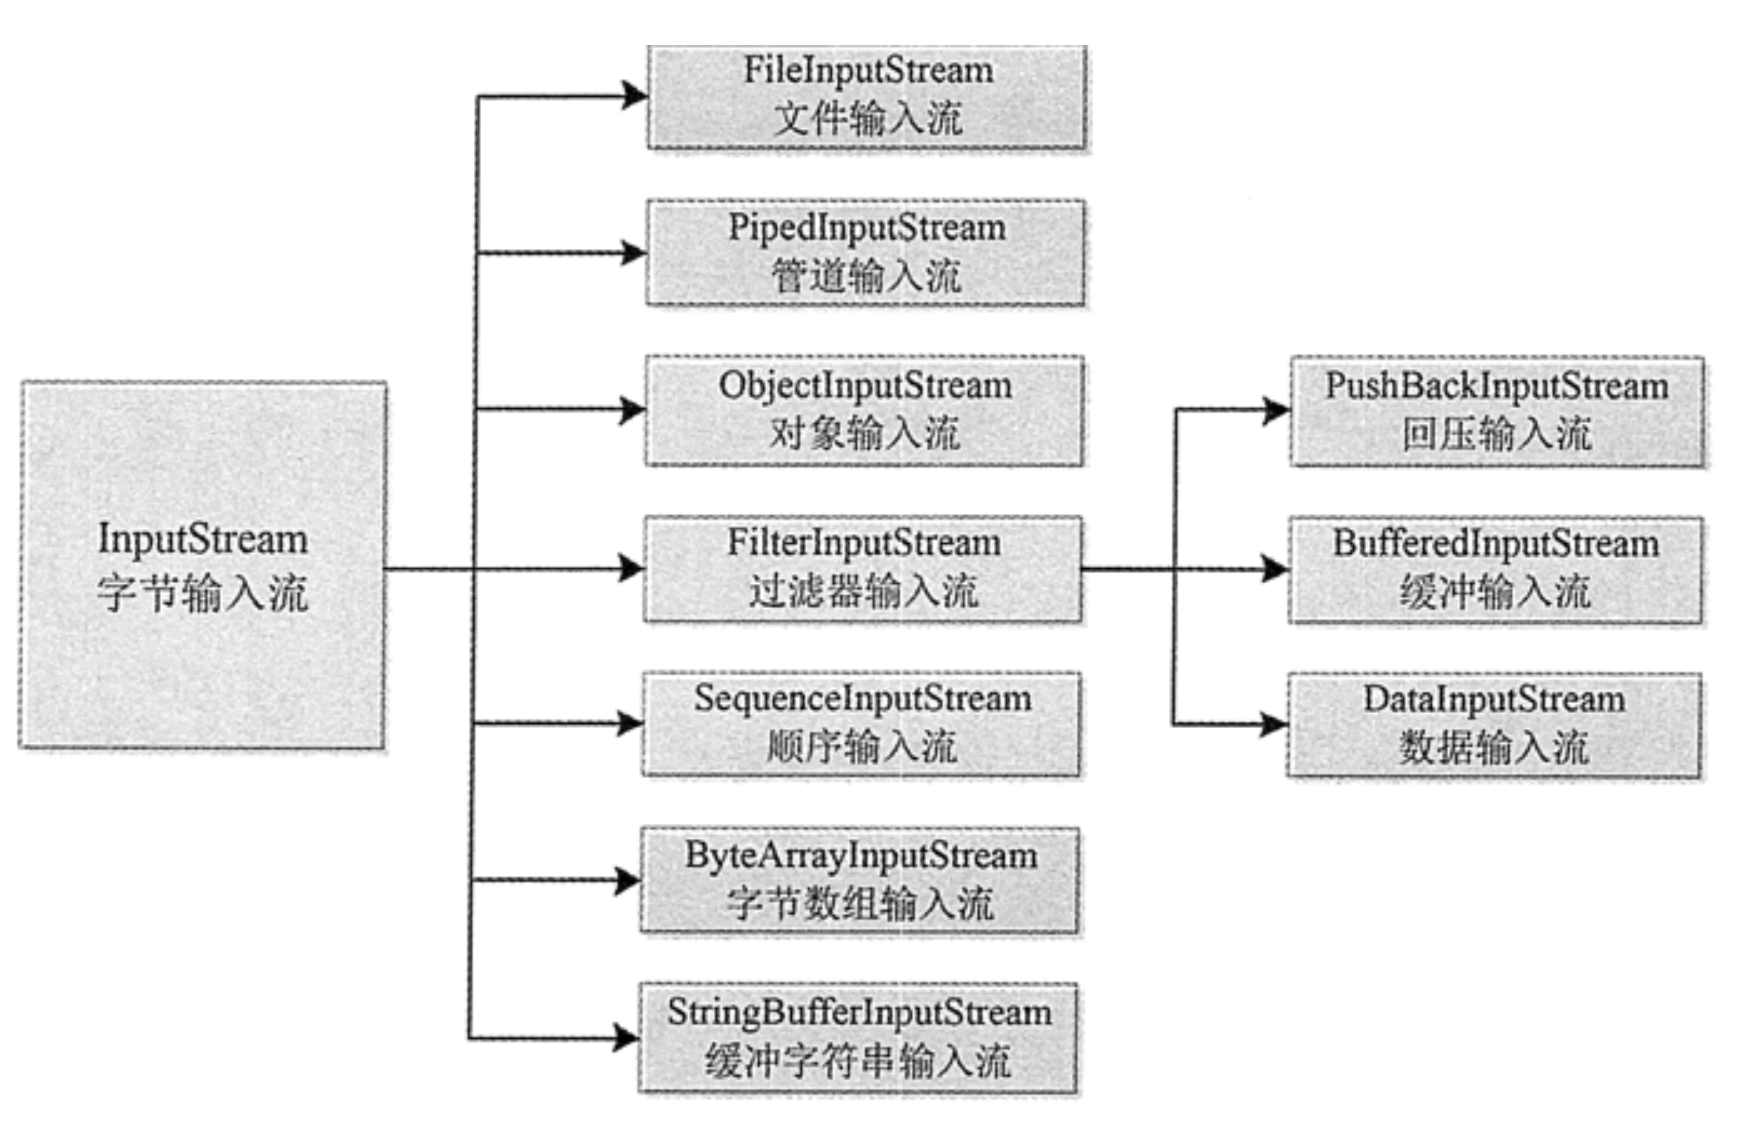 FileInputStream
文件输入流
PipedInputStream
管道输入流
ObjectInputStream
对象输入流
PushBackInputStream
回压输入流
InputStream
字节输入流
FilterInputStream
过滤器输入流
BufferedInputStream
缓冲输入流
SequenceInputStream
顺序输入流
DataInputStream
数据输入流
ByteArrayInputStream
字节数组输入流
StringBufferInputStream
缓冲字符串输入流